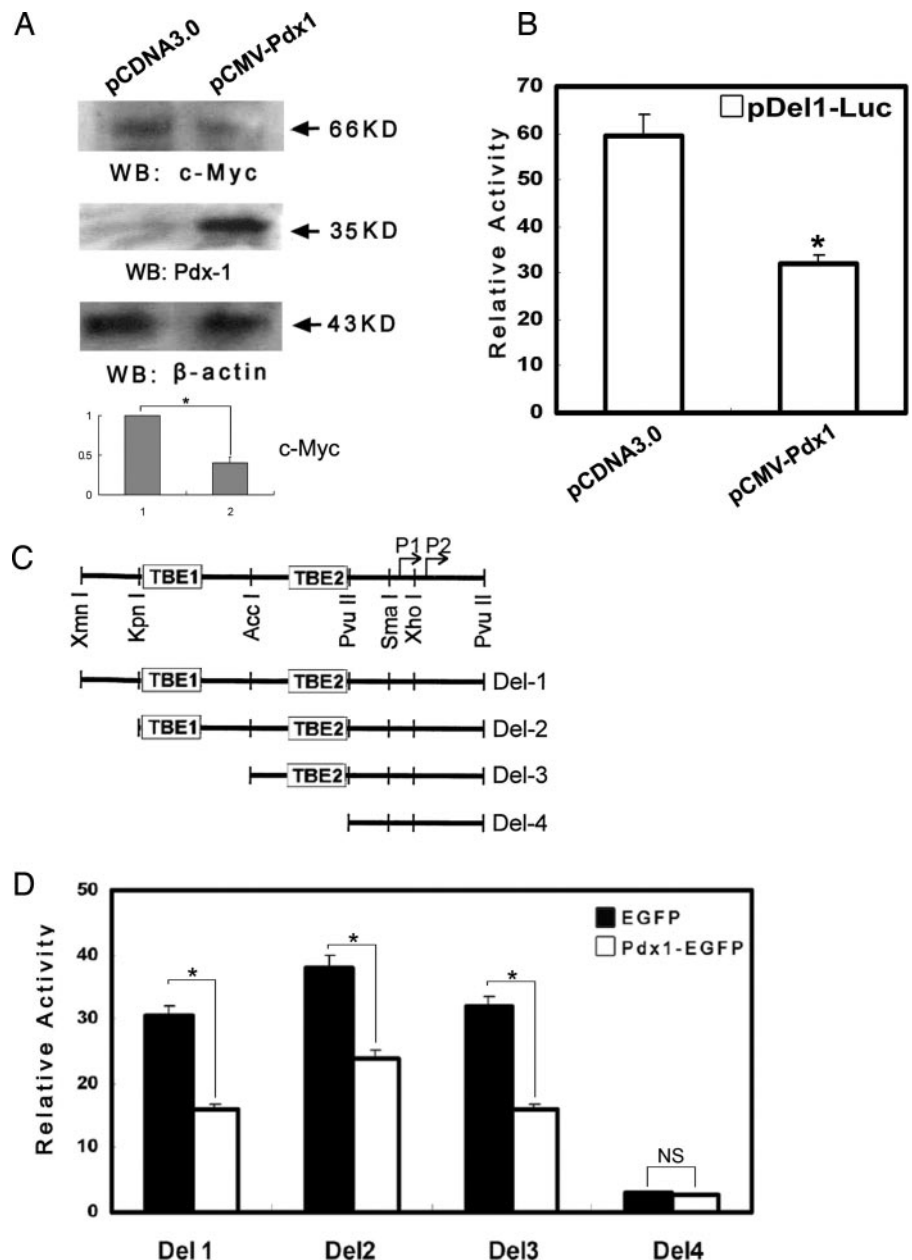 A
pCDNA3.0 pCMV-Pdx1
66KD
WB: c-Myc
35KD
WB: Pdx-1
43KD
WB: β-actin
*
1
0.5
0
c-Myc
1 2
B
70
60
50
40
30
20
10
0
Relative Activity
pDel1-Luc
*
pCDNA3.0 pCMV-Pdx1
C
P1 P2
TBE1 TBE2
Xmn I Kpn I Acc I Pvu II Sma I Xho I Pvu II
TBE1 TBE2 Del-1
TBE1 TBE2 Del-2
TBE2 Del-3
Del-4
D
50
40
30
20
10
0
Relative Activity
EGFP
Pdx1-EGFP
* * * NS
Del 1 Del2 Del3 Del4